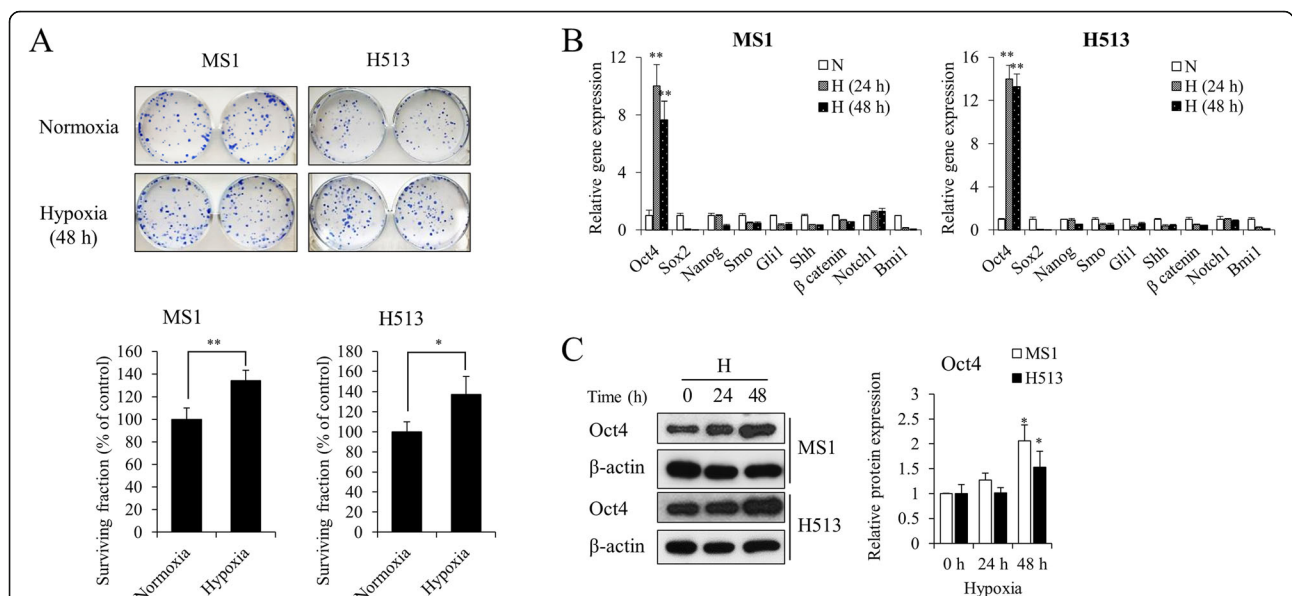 A
MS1 H513
Normoxia
Hypoxia
(48 h)
MS1
Surviving fraction (% of control)
160
140
120
100
80
60
40
20
0
**
Normoxia Hypoxia
H513
Surviving fraction (% of control)
180
160
140
120
100
80
60
40
20
0
*
Normoxia Hypoxia
B
MS1
Relative gene expression
12
8
4
0
** **
N
H (24 h)
H (48 h)
Oct4 Sox2 Nanog Smo Gli1 Shh β catenin Notch1 Bmi1
H513
Relative gene expression
16
12
8
4
0
** **
N
H (24 h)
H (48 h)
Oct4 Sox2 Nanog Smo Gli1 Shh β catenin Notch1 Bmi1
C
H
Time (h) 0 24 48
Oct4
β-actin
MS1
Oct4
β-actin
H513
Oct4
MS1
H513
Relative protein expression
3
2.5
2
1.5
1
0.5
0
* *
0 h 24 h 48 h
Hypoxia